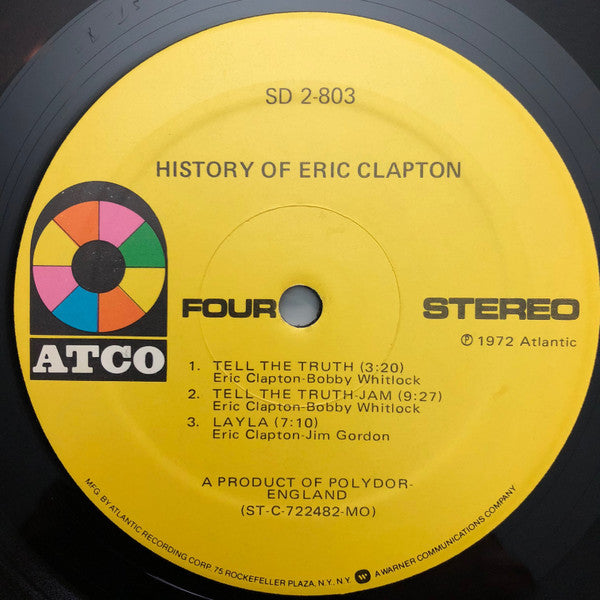 SD 2-803
HISTORY OF ERIC CLAPTON
ATCO
FOUR
STEREO
℗ 1972 Atlantic
1. TELL THE TRUTH (3:20)
Eric Clapton-Bobby Whitlock
2. TELL THE TRUTH-JAM (9:27)
Eric Clapton-Bobby Whitlock
3. LAYLA (7:10)
Eric Clapton-Jim Gordon
A PRODUCT OF POLYDOR-
ENGLAND
(ST-C-722482-MO)
MFG. BY ATLANTIC RECORDING CORP. 75 ROCKEFELLER PLAZA, N.Y. N.Y. W A WARNER COMMUNICATIONS COMPANY